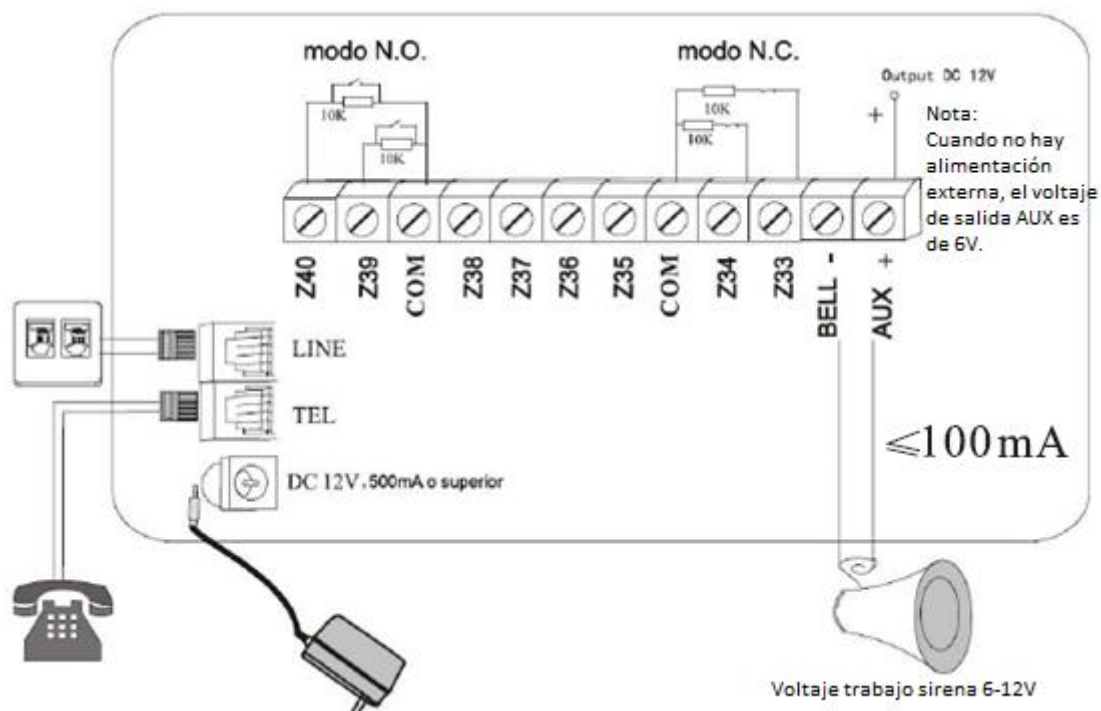 modo N.O.
modo N.C.
Output DC 12V
10K
10K
10K
10K
+
Nota:
Cuando no hay
alimentación
externa, el voltaje
de salida AUX es
de 6V.
Z40
Z39
COM
Z38
Z37
Z36
Z35
COM
Z34
Z33
BELL -
AUX +
LINE
TEL
≤100mA
DC 12V,500mA o superior
Voltaje trabajo sirena 6-12V